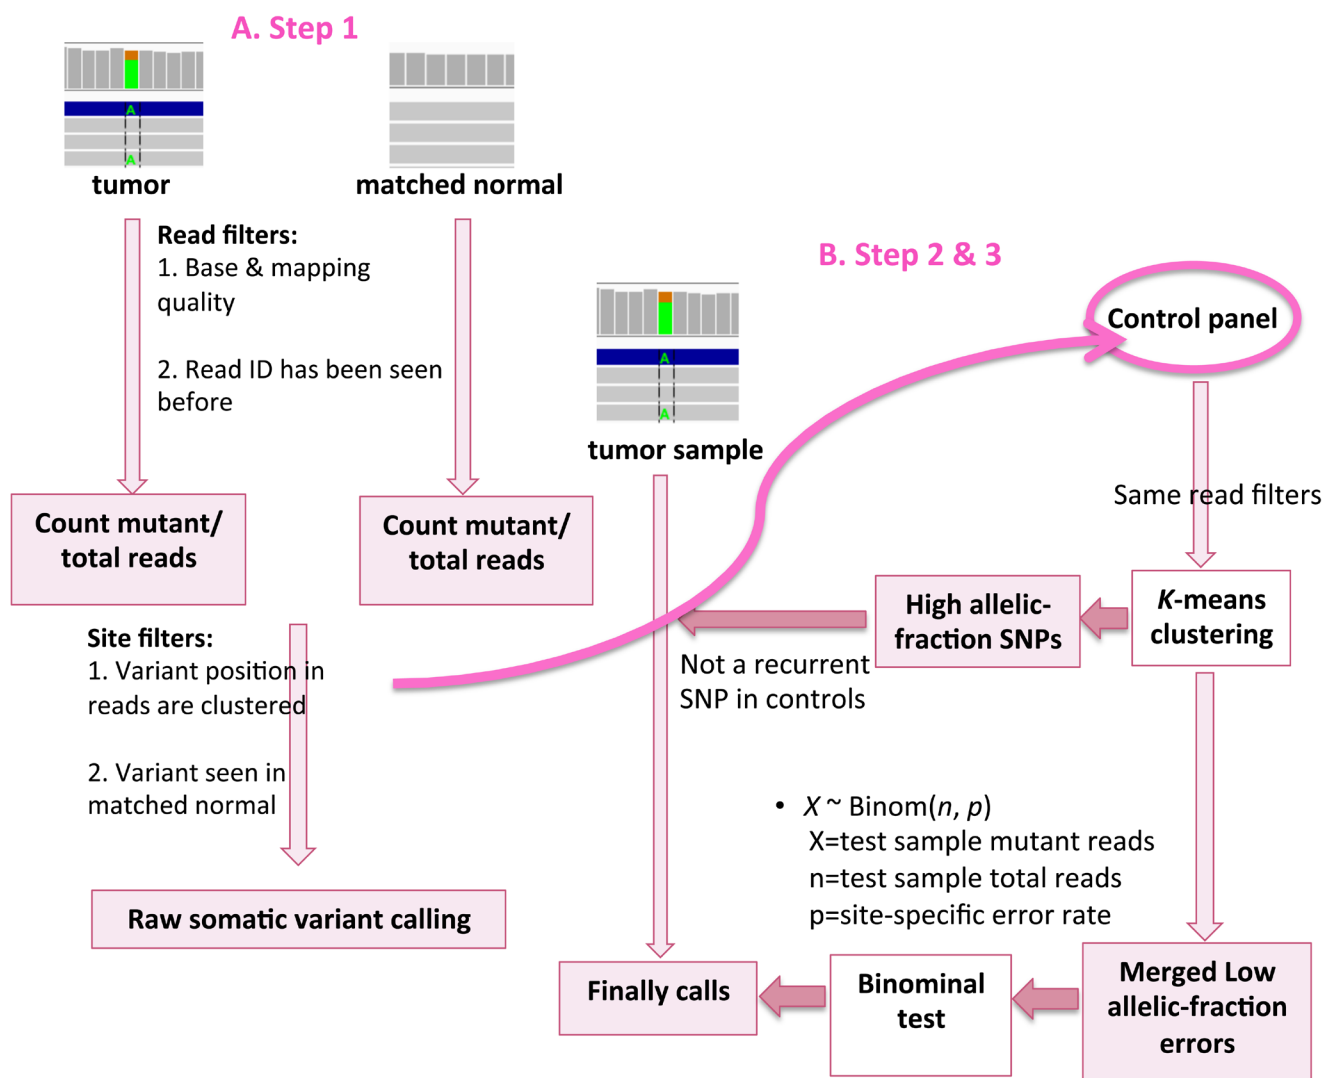 A. Step 1
A
A
tumor
matched normal
Read filters:
1. Base & mapping
quality
2. Read ID has been seen
before
Count mutant/
total reads
Count mutant/
total reads
Site filters:
1. Variant position in
reads are clustered
2. Variant seen in
matched normal
Raw somatic variant calling
B. Step 2 & 3
A
A
tumor sample
Control panel
Same read filters
K-means
clustering
High allelic-
fraction SNPs
Not a recurrent
SNP in controls
• X ~ Binom(n, p)
X=test sample mutant reads
n=test sample total reads
p=site-specific error rate
Merged Low
allelic-fraction
errors
Binominal
test
Finally calls